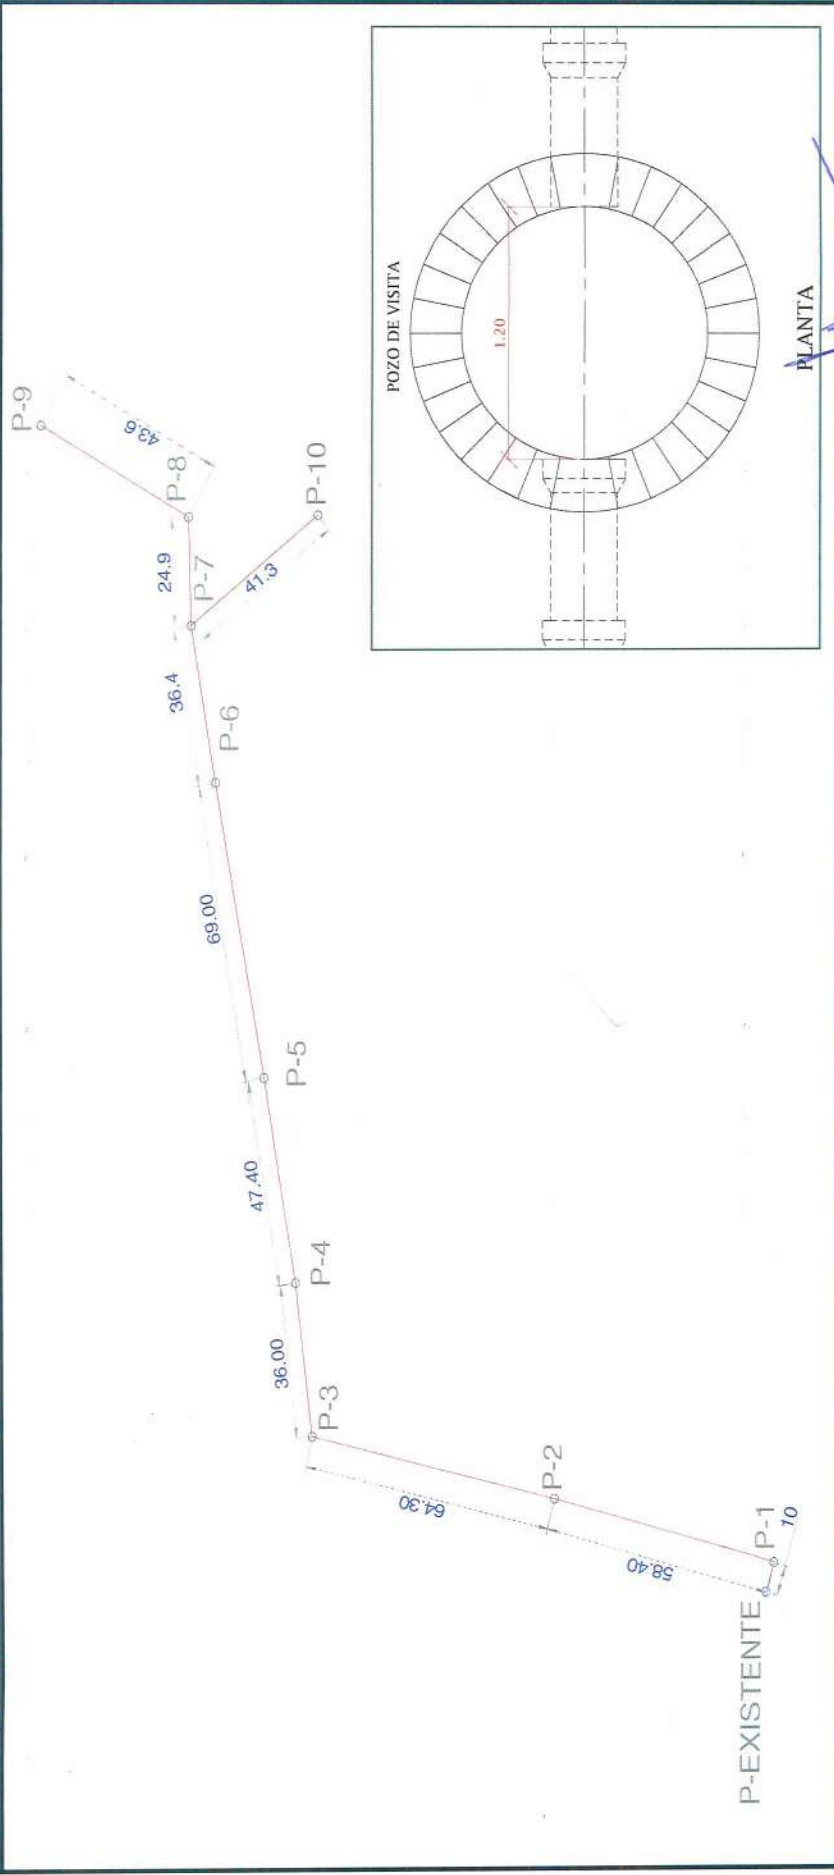 P-9
43.6
P-8
24.9
P-7
P-10
41.3
36.4
P-6
69.00
P-5
47.40
P-4
36.00
P-3
64.30
P-2
58.40
P-1
10
P-EXISTENTE
POZO DE VISITA
1.20
PLANTA